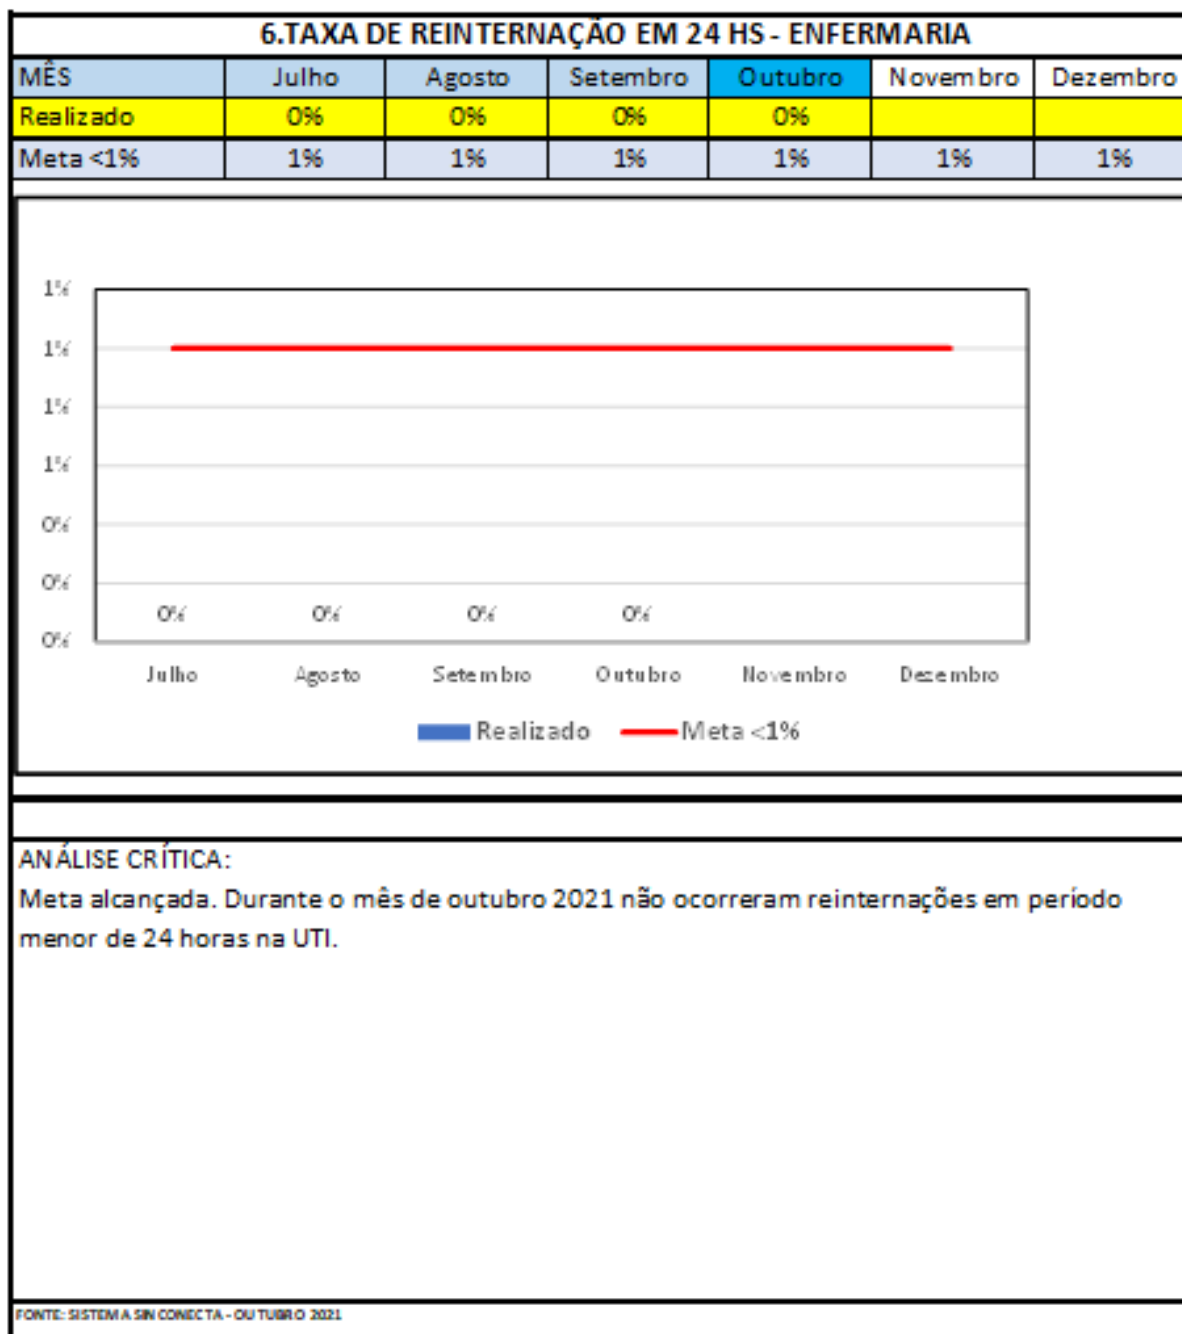 6.TAXA DE REINTERNAÇÃO EM 24 HS - ENFERMARIA
MÊS Julho Agosto Setembro Outubro Novembro Dezembro
Realizado 0% 0% 0% 0%
Meta <1% 1% 1% 1% 1% 1% 1%
1%
1%
1%
1%
0%
0%
0%
0% 0% 0% 0%
Julho Agosto Setembro Outubro Novembro Dezembro
Realizado Meta <1%
ANÁLISE CRÍTICA:
Meta alcançada. Durante o mês de outubro 2021 não ocorreram reinternações em período
menor de 24 horas na UTI.
FONTE: SISTEMA SIN CONECTA - OUTUBRO 2021